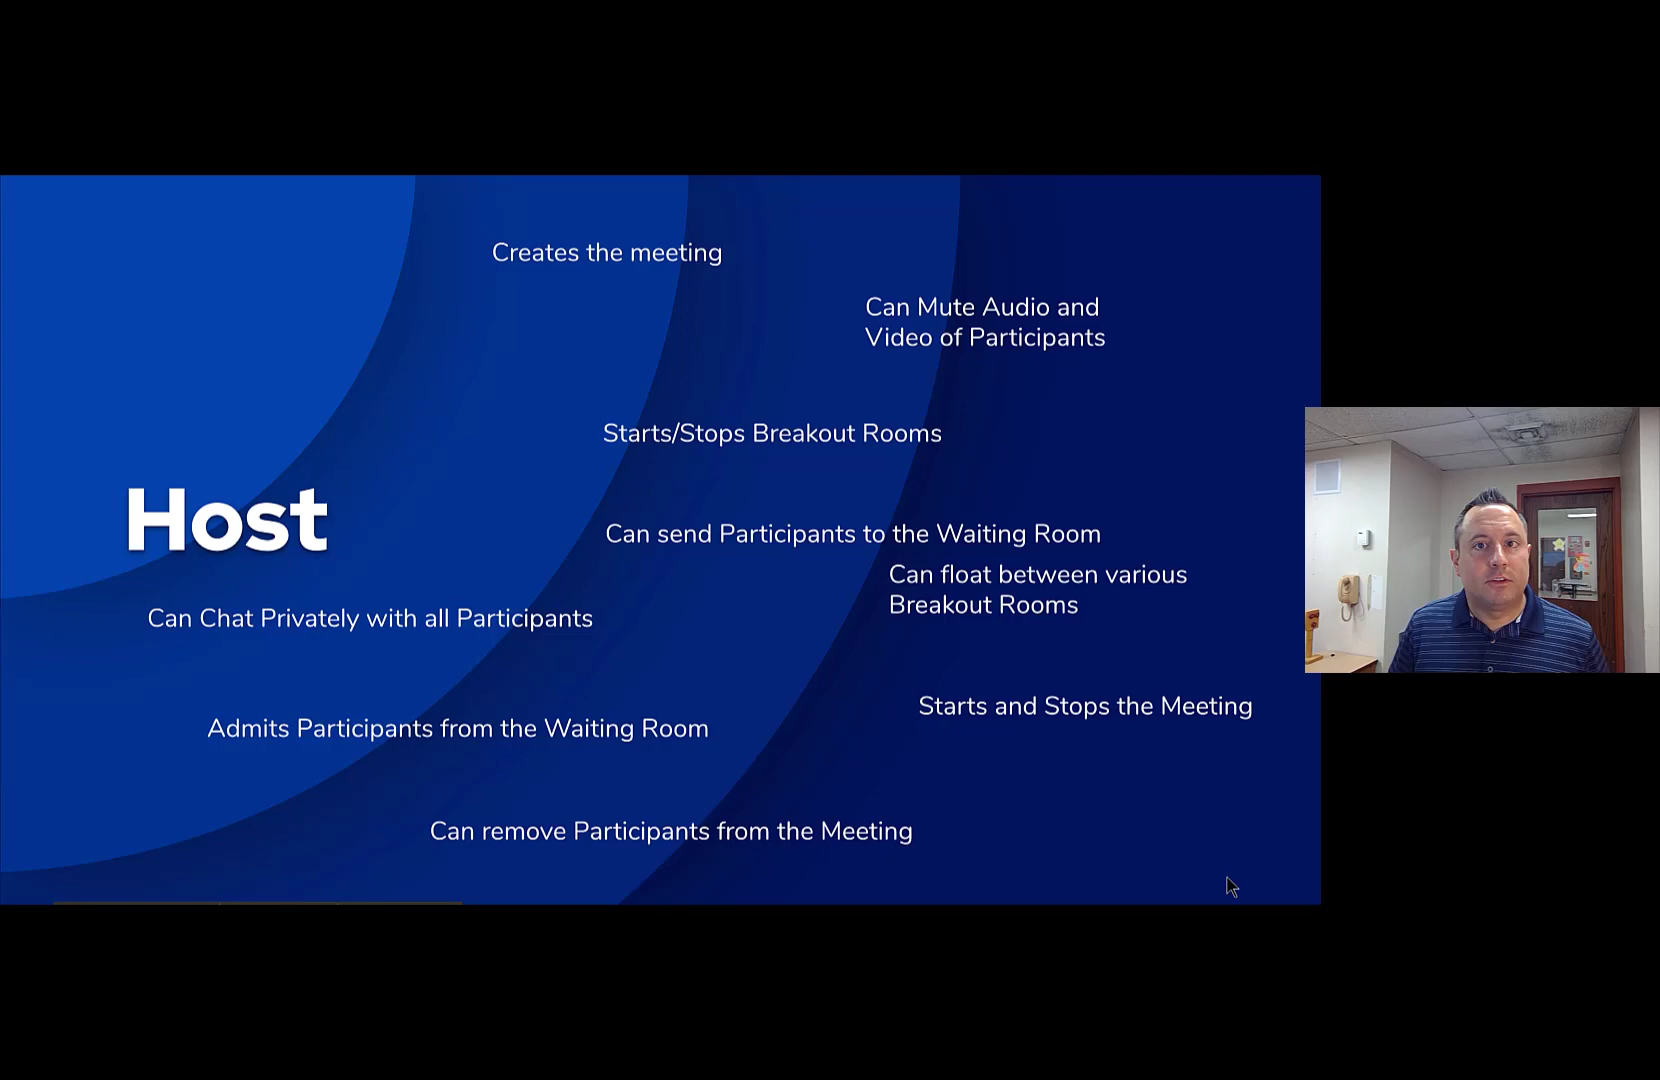 Creates the meeting
Can Mute Audio and
Video of Participants
Starts/Stops Breakout Rooms
Host
Can send Participants to the Waiting Room
Can float between various
Breakout Rooms
Can Chat Privately with all Participants
Starts and Stops the Meeting
Admits Participants from the Waiting Room
Can remove Participants from the Meeting